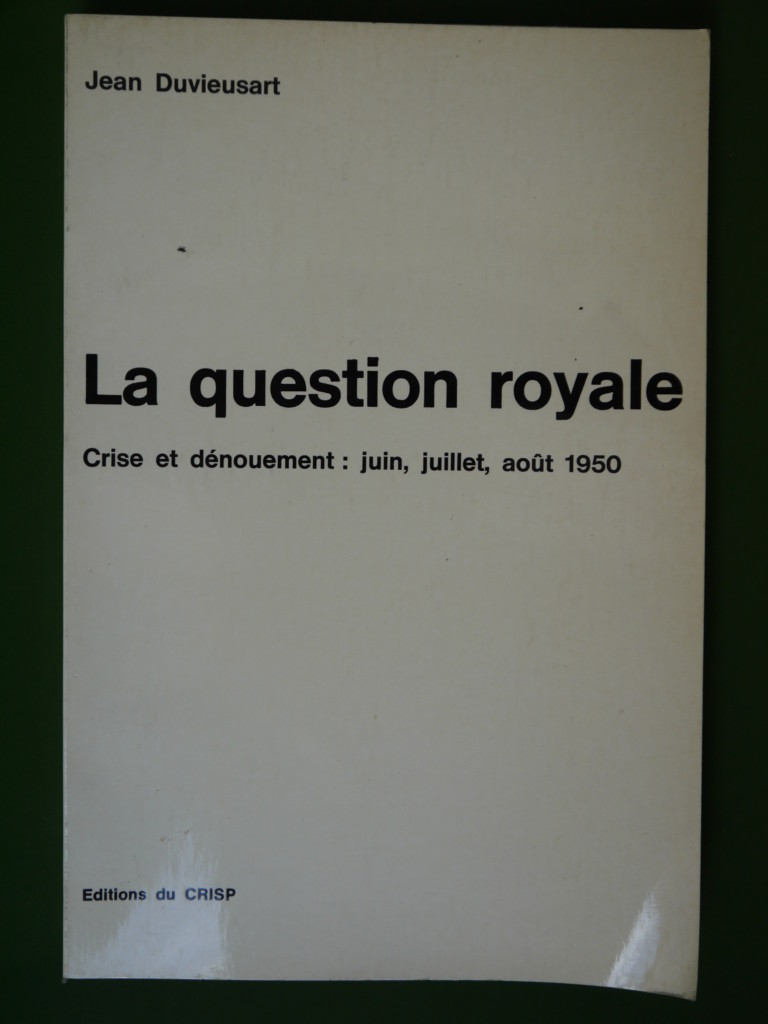 Jean Duvieusart
La question royale
Crise et dénouement : juin, juillet, août 1950
Editions du CRISP